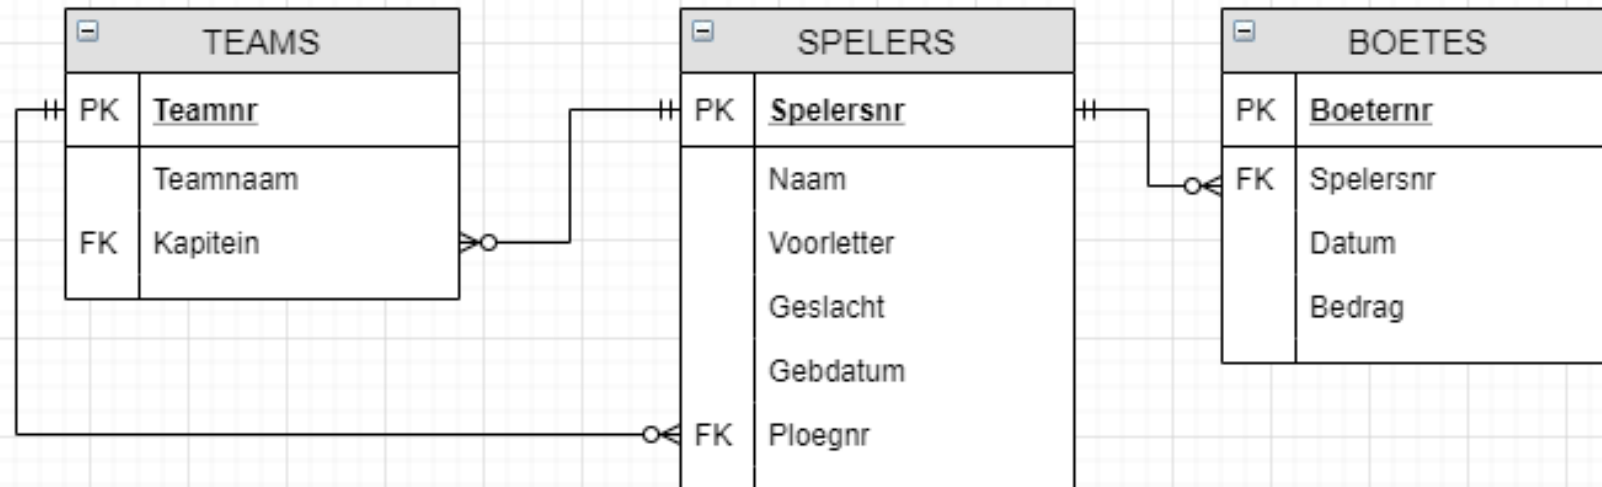 TEAMS
PK Teamnr
Teamnaam
FK Kapitein
SPELERS
PK Spelersnr
Naam
Voorletter
Geslacht
Gebdatum
FK Ploegnr
BOETES
PK Boeternr
FK Spelersnr
Datum
Bedrag